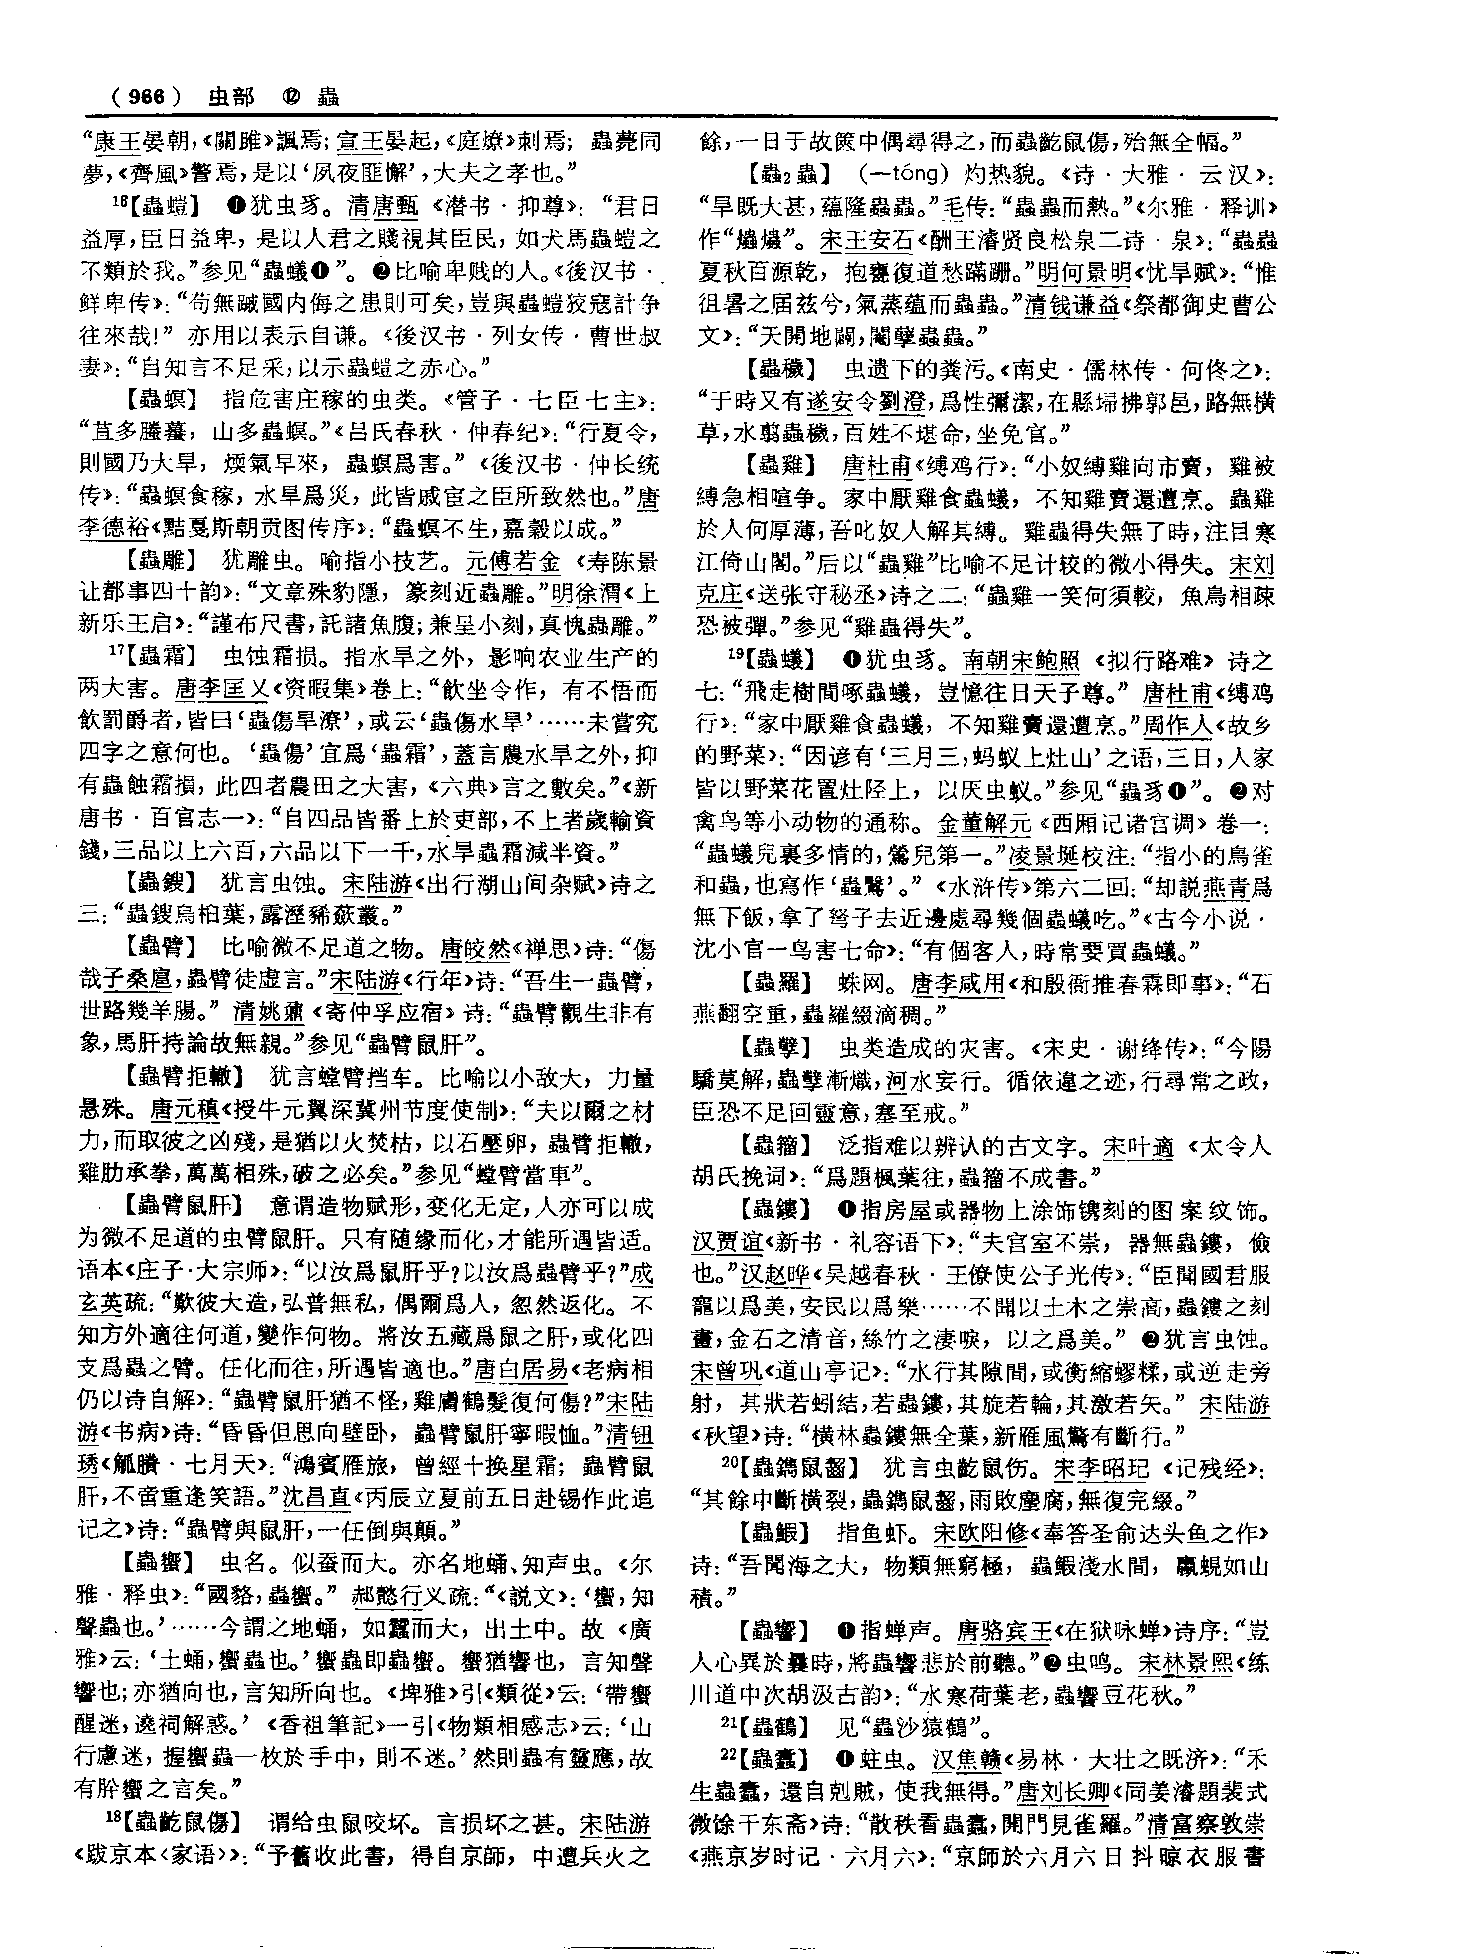 （966） 虫部 ⑫ 蟲
“康王晏朝，《關雎》諷焉；宣王晏起，《庭燎》刺焉；蟲薨同
夢，《齊風》警焉，是以‘夙夜匪懈’，大夫之孝也。”
16【蟲螘】 ❶犹虫豸。清唐甄《潜书·抑尊》：“君日
益厚，臣日益卑，是以人君之賤視其臣民，如犬馬蟲螘之
不類於我。”参见“蟲蟻❶”。❷比喻卑贱的人。《後汉书·
鲜卑传》：“苟無蹴國内侮之患則可矣，豈與蟲螘狡寇計争
往來哉！”亦用以表示自谦。《後汉书·列女传·曹世叔
妻》：“自知言不足采，以示蟲螘之赤心。”
【蟲螟】 指危害庄稼的虫类。《管子·七臣七主》：
“苴多螣蟇，山多蟲螟。”《吕氏春秋·仲春纪》：“行夏令，
則國乃大旱，煗氣早來，蟲螟爲害。”《後汉书·仲长统
传》：“蟲螟食稼，水旱爲災，此皆戚宦之臣所致然也。”唐
李德裕《黠戛斯朝贡图传序》：“蟲螟不生，嘉穀以成。”
【蟲雕】 犹雕虫。喻指小技艺。元傅若金《寿陈景
让都事四十韵》：“文章殊豹隱，篆刻近蟲雕。”明徐渭《上
新乐王启》：“謹布尺書，託諸魚腹；兼呈小刻，真愧蟲雕。”
17【蟲霜】 虫蚀霜损。指水旱之外，影响农业生产的
两大害。唐李匡乂《资暇集》卷上：“飲坐令作，有不悟而
飲罰爵者，皆曰‘蟲傷旱潦’，或云‘蟲傷水旱’……未嘗究
四字之意何也。‘蟲傷’宜爲‘蟲霜’，蓋言農水旱之外，抑
有蟲蝕霜損，此四者農田之大害，《六典》言之數矣。”《新
唐书·百官志一》：“自四品皆番上於吏部，不上者歲輸資
錢，三品以上六百，六品以下一千，水旱蟲霜減半資。”
【蟲鎪】 犹言虫蚀。宋陆游《出行湖山间杂赋》诗之
三：“蟲鎪烏桕葉，露溼豨薟叢。”
【蟲臂】 比喻微不足道之物。唐皎然《禅思》诗：“傷
哉子桑扈，蟲臂徒虚言。”宋陆游《行年》诗：“吾生一蟲臂，
世路幾羊腸。”清姚鼐《寄仲孚应宿》诗：“蟲臂觀生非有
象，馬肝持論故無親。”参见“蟲臂鼠肝”。
【蟲臂拒轍】 犹言螳臂挡车。比喻以小敌大，力量
悬殊。唐元稹《授牛元翼深冀州节度使制》：“夫以爾之材
力，而取彼之凶殘，是猶以火焚枯，以石壓卵，蟲臂拒轍，
雞肋承拳，萬萬相殊，破之必矣。”参见“螳臂當車”。
【蟲臂鼠肝】 意谓造物赋形，变化无定，人亦可以成
为微不足道的虫臂鼠肝。只有随缘而化，才能所遇皆适。
语本《庄子·大宗师》：“以汝爲鼠肝乎？以汝爲蟲臂乎？”成
玄英疏：“歎彼大造，弘普無私，偶爾爲人，忽然返化。不
知方外適往何道，變作何物。將汝五藏爲鼠之肝，或化四
支爲蟲之臂。任化而往，所遇皆適也。”唐白居易《老病相
仍以诗自解》：“蟲臂鼠肝猶不怪，雞膚鶴髮復何傷？”宋陆
游《书病》诗：“昏昏但思向壁卧，蟲臂鼠肝寧暇恤。”清钮
琇《觚賸·七月天》：“鴻賓雁旅，曾經十换星霜；蟲臂鼠
肝，不啻重逢笑語。”沈昌直《丙辰立夏前五日赴锡作此追
记之》诗：“蟲臂與鼠肝，一任倒與顛。”
【蟲蠁】 虫名。似蚕而大。亦名地蛹、知声虫。《尔
雅·释虫》：“國貉，蟲蠁。”郝懿行义疏：“《説文》：‘蠁，知
聲蟲也。’……今謂之地蛹，如蠶而大，出土中。故《廣
雅》云：‘土蛹，蠁蟲也。’蠁蟲即蟲蠁。蠁猶響也，言知聲
響也；亦猶向也，言知所向也。《埤雅》引《類從》云：‘帶蠁
醒迷，遶祠解惑。’《香祖筆記》一引《物類相感志》云：‘山
行慮迷，握蠁蟲一枚於手中，則不迷。’然則蟲有靈應，故
有肸蠁之言矣。”
18【蟲齕鼠傷】 谓给虫鼠咬坏。言损坏之甚。宋陆游
《跋京本〈家语〉》：“予舊收此書，得自京師，中遭兵火之
餘，一日于故篋中偶尋得之，而蟲齕鼠傷，殆無全幅。”
【蟲₂蟲】 （—tóng）灼热貌。《诗·大雅·云汉》：
“旱既大甚，蘊隆蟲蟲。”毛传：“蟲蟲而熱。”《尔雅·释训》
作“爞爞”。宋王安石《酬王濬贤良松泉二诗·泉》：“蟲蟲
夏秋百源乾，抱甕復道愁蹣跚。”明何景明《忧旱赋》：“惟
徂暑之届兹兮，氣蒸蘊而蟲蟲。”清钱谦益《祭都御史曹公
文》：“天開地闢，閹孽蟲蟲。”
【蟲穢】 虫遗下的粪污。《南史·儒林传·何佟之》：
“于時又有遂安令劉澄，爲性彌潔，在縣埽拂郭邑，路無横
草，水翦蟲穢，百姓不堪命，坐免官。”
【蟲雞】 唐杜甫《缚鸡行》：“小奴縛雞向市賣，雞被
縛急相喧争。家中厭雞食蟲蟻，不知雞賣還遭烹。蟲雞
於人何厚薄，吾叱奴人解其縛。雞蟲得失無了時，注目寒
江倚山閣。”后以“蟲雞”比喻不足计较的微小得失。宋刘
克庄《送张守秘丞》诗之二：“蟲雞一笑何須較，魚鳥相疎
恐被彈。”参见“雞蟲得失”。
19【蟲蟻】 ❶犹虫豸。南朝宋鲍照《拟行路难》诗之
七：“飛走樹間啄蟲蟻，豈憶往日天子尊。”唐杜甫《缚鸡
行》：“家中厭雞食蟲蟻，不知雞賣還遭烹。”周作人《故乡
的野菜》：“因谚有‘三月三，蚂蚁上灶山’之语，三日，人家
皆以野菜花置灶陉上，以厌虫蚁。”参见“蟲豸❶”。❷对
禽鸟等小动物的通称。金董解元《西厢记诸宫调》卷一：
“蟲蟻兒裏多情的，鶯兒第一。”凌景埏校注：“指小的鳥雀
和蟲，也寫作‘蟲鷖’。”《水浒传》第六二回：“却説燕青爲
無下飯，拿了弩子去近邊處尋幾個蟲蟻吃。”《古今小说·
沈小官一鸟害七命》：“有個客人，時常要買蟲蟻。”
【蟲羅】 蛛网。唐李咸用《和殷衙推春霖即事》：“石
燕翻空重，蟲羅綴滴稠。”
【蟲孽】 虫类造成的灾害。《宋史·谢绛传》：“今陽
驕莫解，蟲孽漸熾，河水妄行。循依違之迹，行尋常之政，
臣恐不足回靈意，塞至戒。”
【蟲籀】 泛指难以辨认的古文字。宋叶適《太令人
胡氏挽词》：“爲題楓葉往，蟲籀不成書。”
【蟲鏤】 ❶指房屋或器物上涂饰镌刻的图案纹饰。
汉贾谊《新书·礼容语下》：“夫宫室不崇，器無蟲鏤，儉
也。”汉赵晔《吴越春秋·王僚使公子光传》：“臣聞國君服
寵以爲美，安民以爲樂……不聞以土木之崇高，蟲鏤之刻
畫，金石之清音，絲竹之淒唳，以之爲美。”❷犹言虫蚀。
宋曾巩《道山亭记》：“水行其隙間，或衡縮蟉糅，或逆走旁
射，其狀若蚓結，若蟲鏤，其旋若輪，其激若矢。”宋陆游
《秋望》诗：“横林蟲鏤無全葉，新雁風驚有斷行。”
20【蟲鐫鼠齧】 犹言虫齕鼠伤。宋李昭玘《记残经》：
“其餘中斷横裂，蟲鐫鼠齧，雨敗塵腐，無復完綴。”
【蟲鰕】 指鱼虾。宋欧阳修《奉答圣俞达头鱼之作》
诗：“吾聞海之大，物類無窮極，蟲鰕淺水間，蠃蜆如山
積。”
【蟲響】 ❶指蝉声。唐骆宾王《在狱咏蝉》诗序：“豈
人心異於曩時，將蟲響悲於前聽。”❷虫鸣。宋林景熙《练
川道中次胡汲古韵》：“水寒荷葉老，蟲響豆花秋。”
21【蟲鶴】 见“蟲沙猿鶴”。
22【蟲蠹】 ❶蛀虫。汉焦赣《易林·大壮之既济》：“禾
生蟲蠹，還自剋賊，使我無得。”唐刘长卿《同姜濬題裴式
微馀干东斋》诗：“散秩看蟲蠹，開門見雀羅。”清富察敦崇
《燕京岁时记·六月六》：“京師於六月六日抖晾衣服書